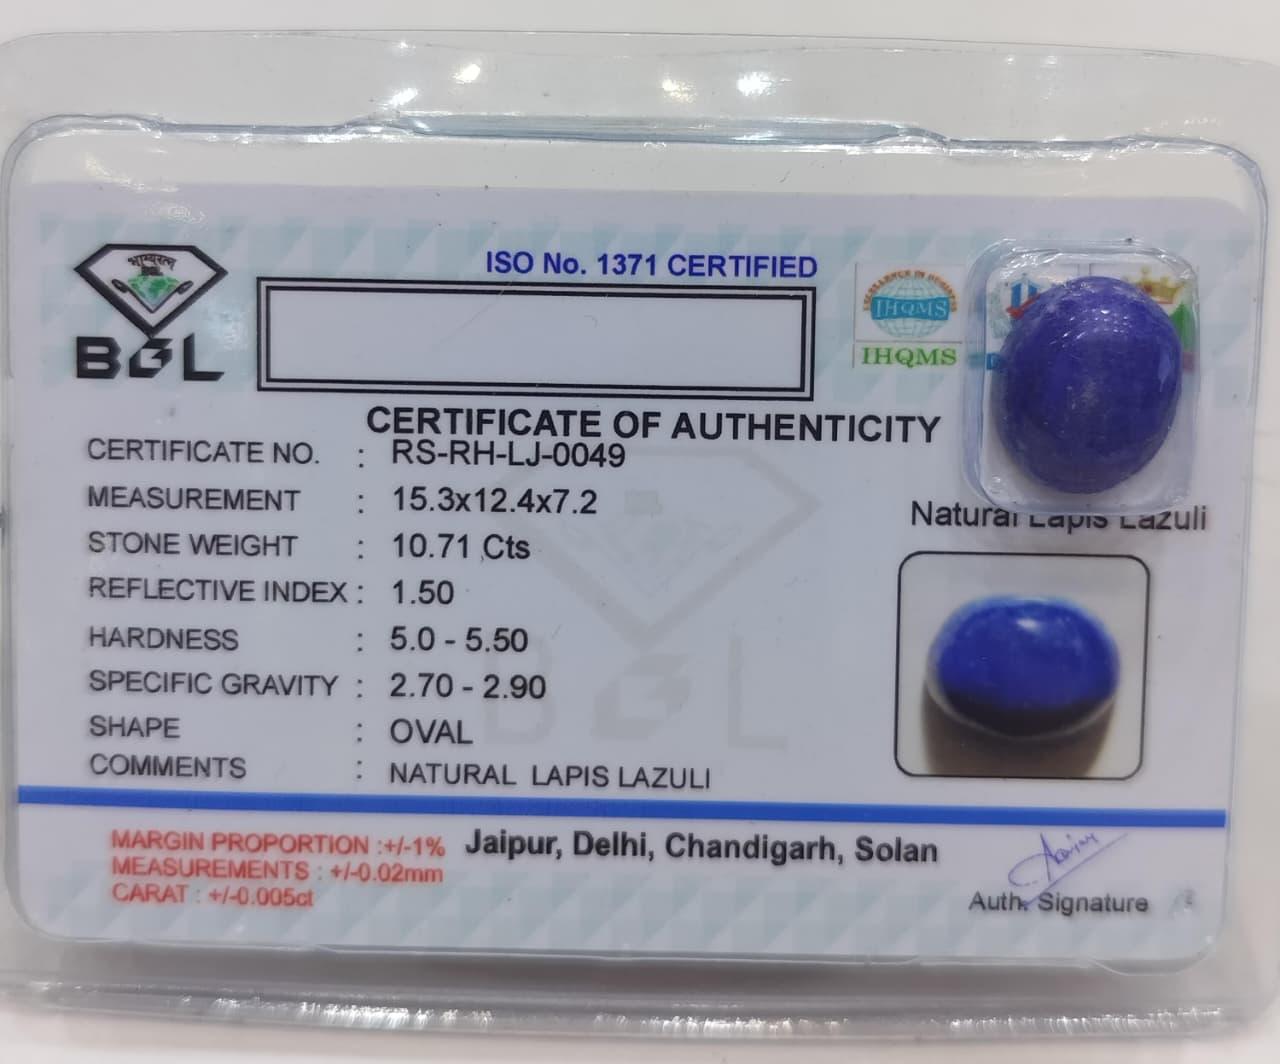 भाग्यरत्न
BGL
ISO No. 1371 CERTIFIED
IHQMS
IHQMS
CERTIFICATE OF AUTHENTICITY
CERTIFICATE NO. : RS-RH-LJ-0049
MEASUREMENT : 15.3x12.4x7.2
STONE WEIGHT : 10.71 Cts
REFLECTIVE INDEX : 1.50
HARDNESS : 5.0 - 5.50
SPECIFIC GRAVITY : 2.70 - 2.90
SHAPE : OVAL
COMMENTS : NATURAL LAPIS LAZULI
Natural Lapis Lazuli
BGL
MARGIN PROPORTION :+/-1%
MEASUREMENTS : +/-0.02mm
CARAT : +/-0.005ct
Jaipur, Delhi, Chandigarh, Solan
Auth. Signature